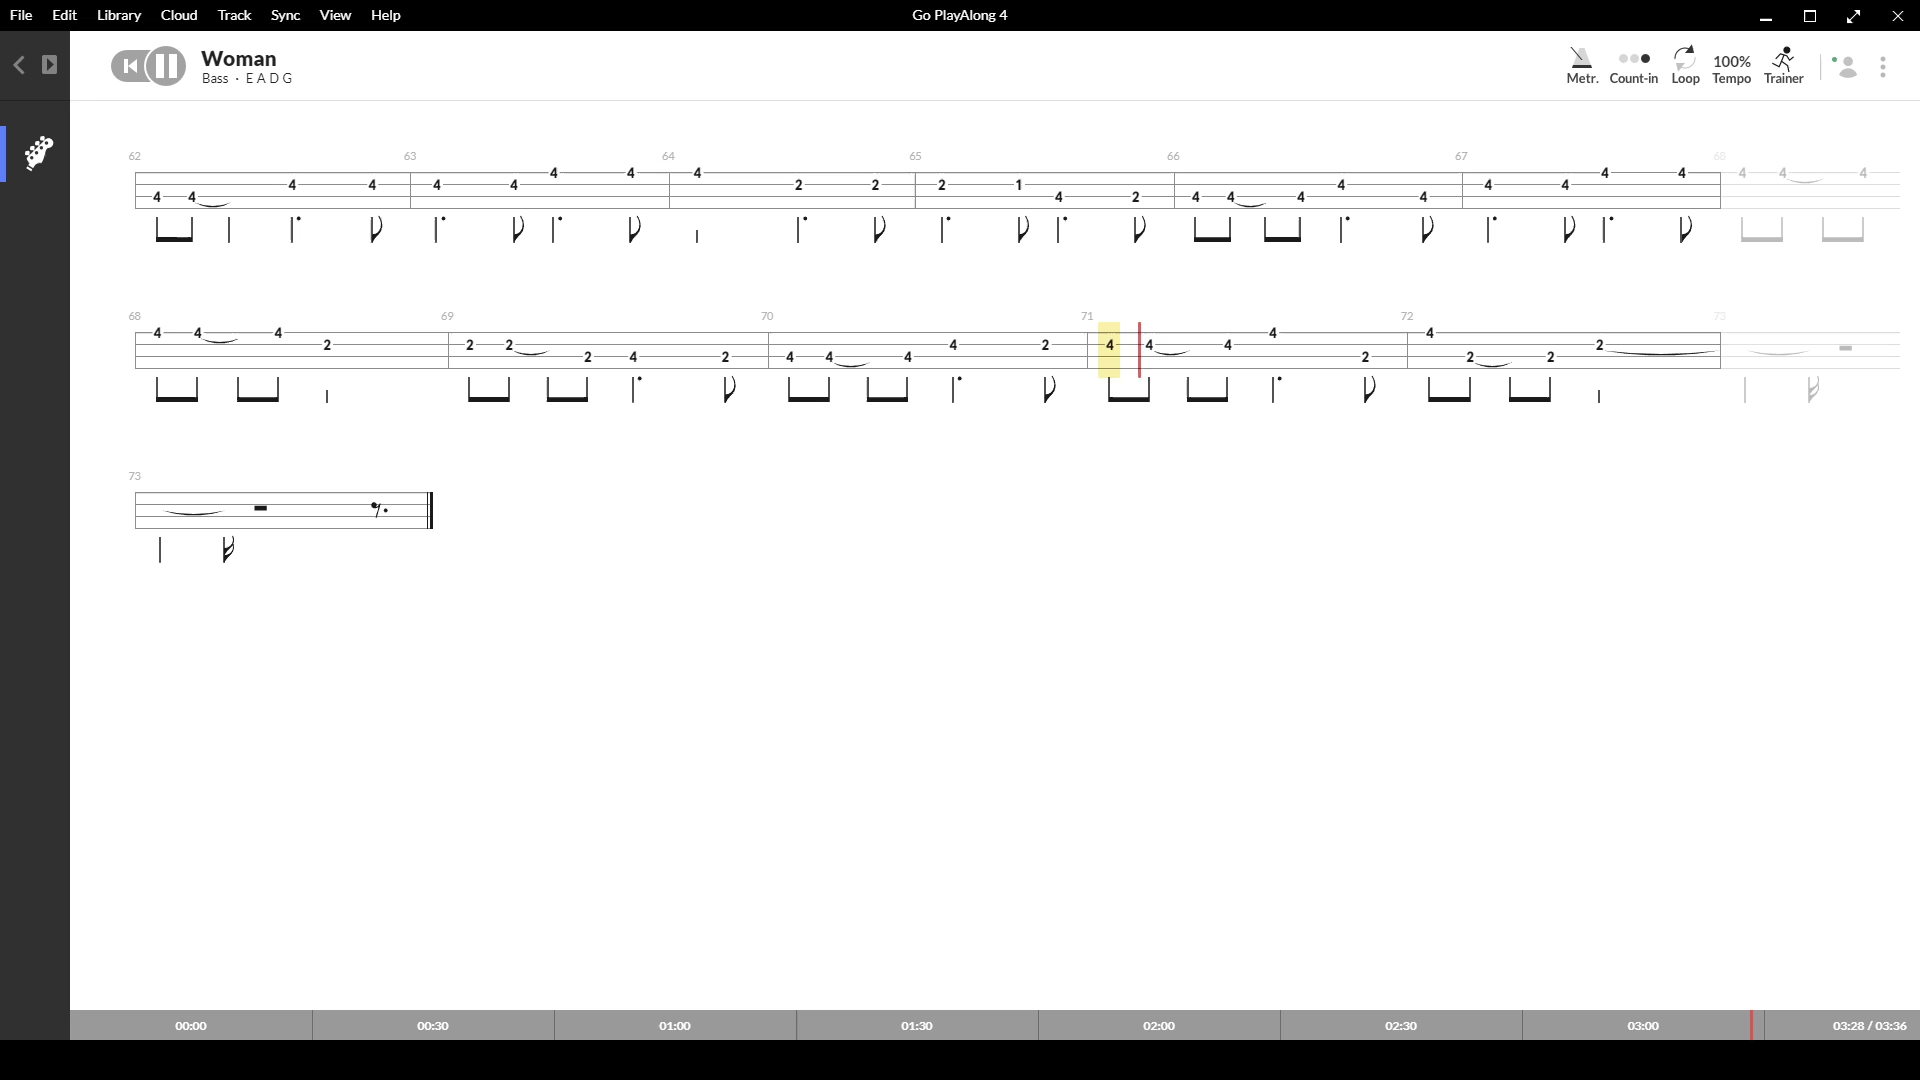 File Edit Library Cloud Track Sync View Help Go PlayAlong 4
Woman
Bass · E A D G
100%
Metr. Count-in Loop Tempo Trainer
62 63 64 65 66 67 68
4 4 4 4 4 4 4 4 4 2 2 2 1 4 2 4 4 4 4 4 4 4 4 4 4 4 4
68 69 70 71 72 73
4 4 4 2 2 2 2 4 2 4 4 4 4 2 4 4 4 4 2 4 2 2 2
73
00:00 00:30 01:00 01:30 02:00 02:30 03:00 03:28 / 03:36